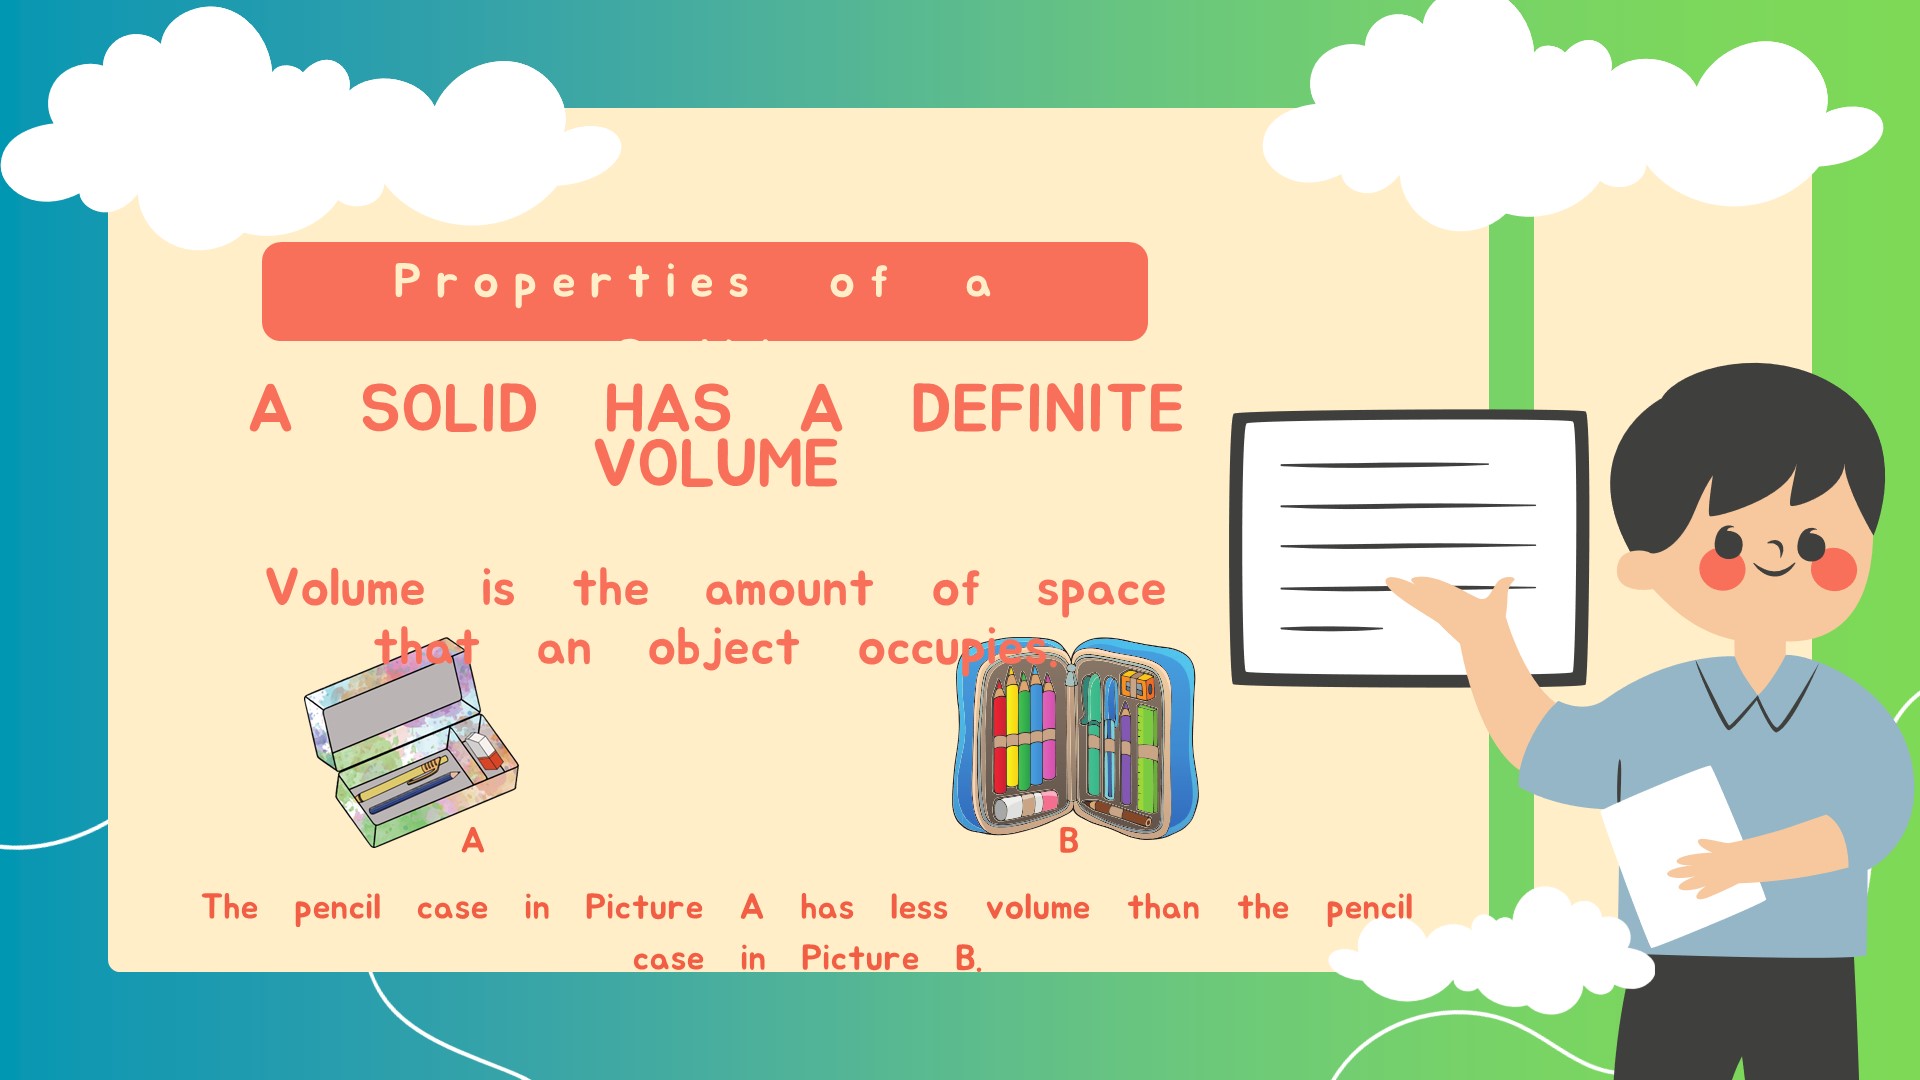 Properties of a
A SOLID HAS A DEFINITE
VOLUME
Volume is the amount of space
that an object occupies.
A
B
The pencil case in Picture A has less volume than the pencil
case in Picture B.